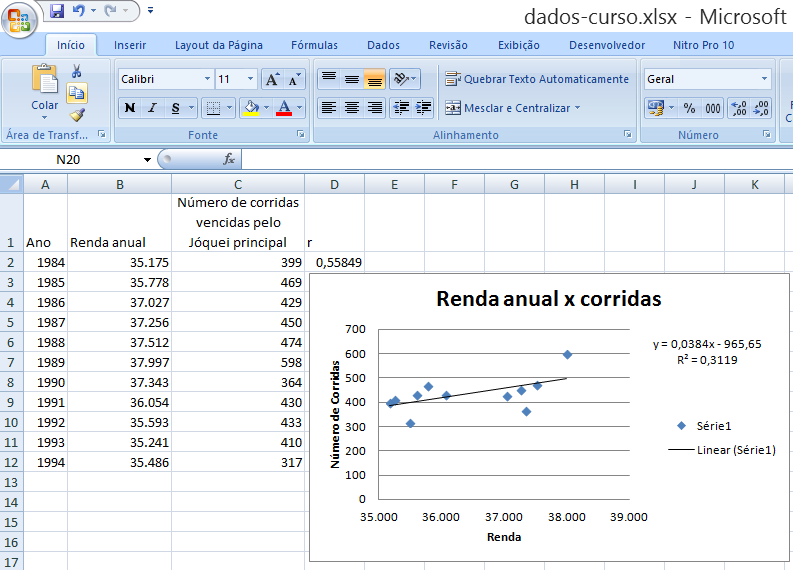 dados-curso.xlsx - Microsoft
Início Inserir Layout da Página Fórmulas Dados Revisão Exibição Desenvolvedor Nitro Pro 10
Colar
Calibri 11 A A
Quebrar Texto Automaticamente
Geral
N I S A
Mesclar e Centralizar
% 000 ,00 ,00
Área de Transf... Fonte Alinhamento Número
N20 fx
A B C D E F G H I J K
1 Ano Renda anual Número de corridas vencidas pelo Jóquei principal r
2 1984 35.175 399 0,55849
3 1985 35.778 469
4 1986 37.027 429
5 1987 37.256 450
6 1988 37.512 474
7 1989 37.997 598
8 1990 37.343 364
9 1991 36.054 430
10 1992 35.593 433
11 1993 35.241 410
12 1994 35.486 317
13
14
15
16
17
Renda anual x corridas
700
600
500
400
300
200
100
0
Número de Corridas
35.000 36.000 37.000 38.000 39.000
Renda
y = 0,0384x - 965,65
R² = 0,3119
Série1
Linear (Série1)